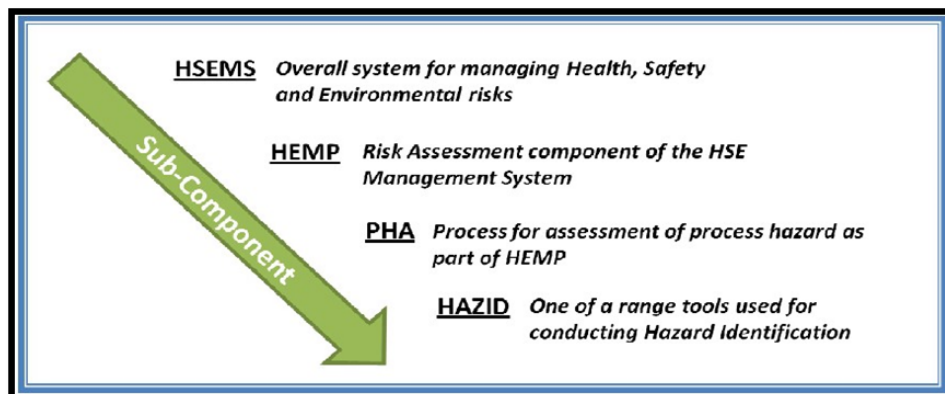 HSEMS Overall system for managing Health, Safety
and Environmental risks
HEMP Risk Assessment component of the HSE
Management System
Sub-Component
PHA Process for assessment of process hazard as
part of HEMP
HAZID One of a range tools used for
conducting Hazard Identification